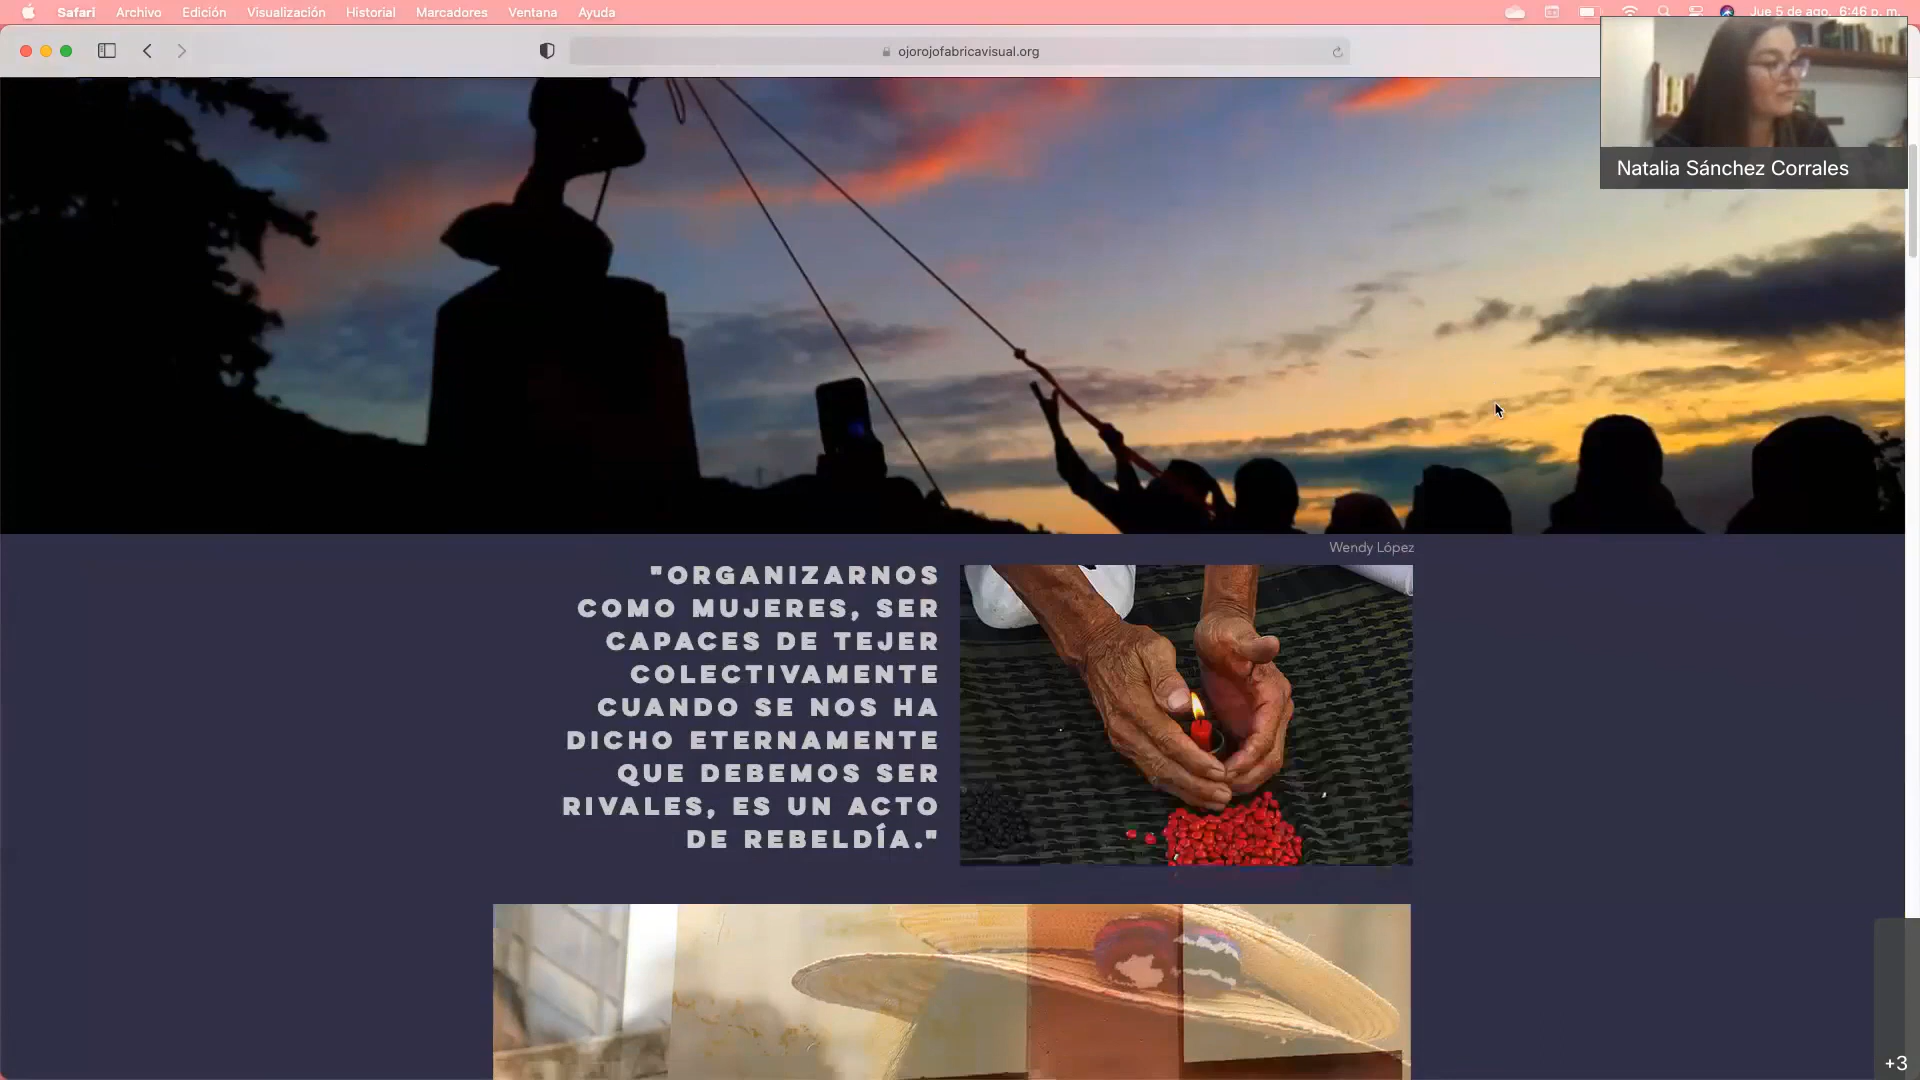 Safari Archivo Edición Visualización Historial Marcadores Ventana Ayuda
Jue 5 de ago. 6:46 p. m.
ojorojofabricavisual.org
Natalia Sánchez Corrales
Wendy López
"ORGANIZARNOS
COMO MUJERES, SER
CAPACES DE TEJER
COLECTIVAMENTE
CUANDO SE NOS HA
DICHO ETERNAMENTE
QUE DEBEMOS SER
RIVALES, ES UN ACTO
DE REBELDÍA."
+3